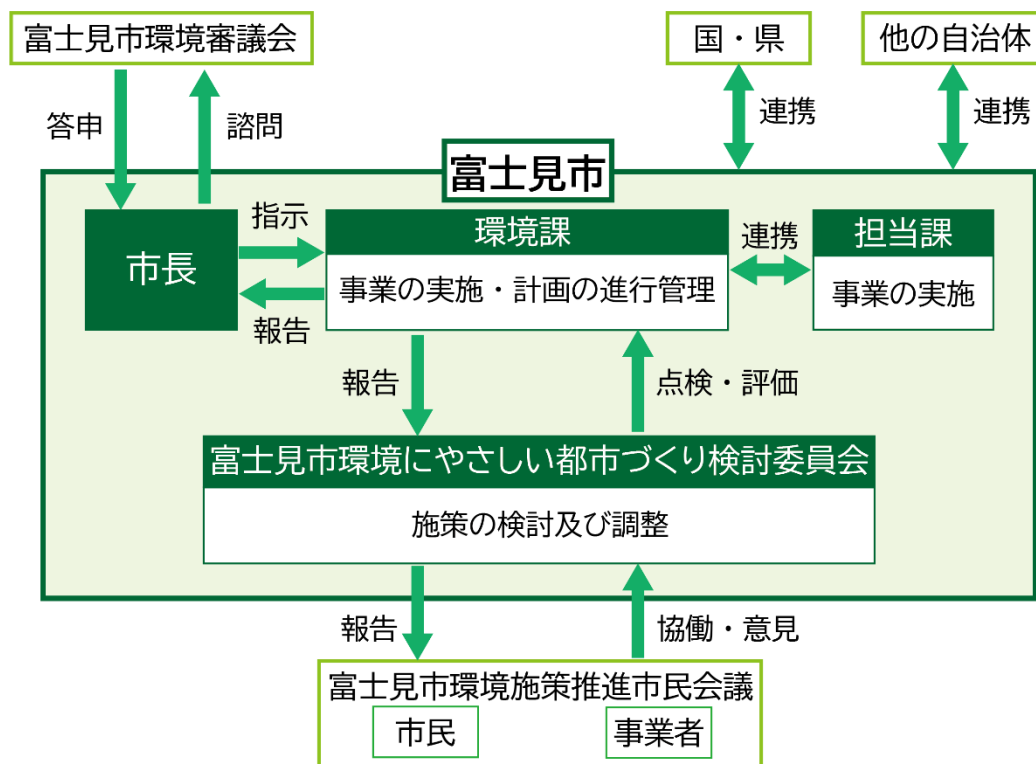 富士見市環境審議会
国・県
他の自治体
答申
諮問
連携
連携
富士見市
市長
指示
報告
環境課
事業の実施・計画の進行管理
連携
担当課
事業の実施
報告
点検・評価
富士見市環境にやさしい都市づくり検討委員会
施策の検討及び調整
報告
協働・意見
富士見市環境施策推進市民会議
市民
事業者